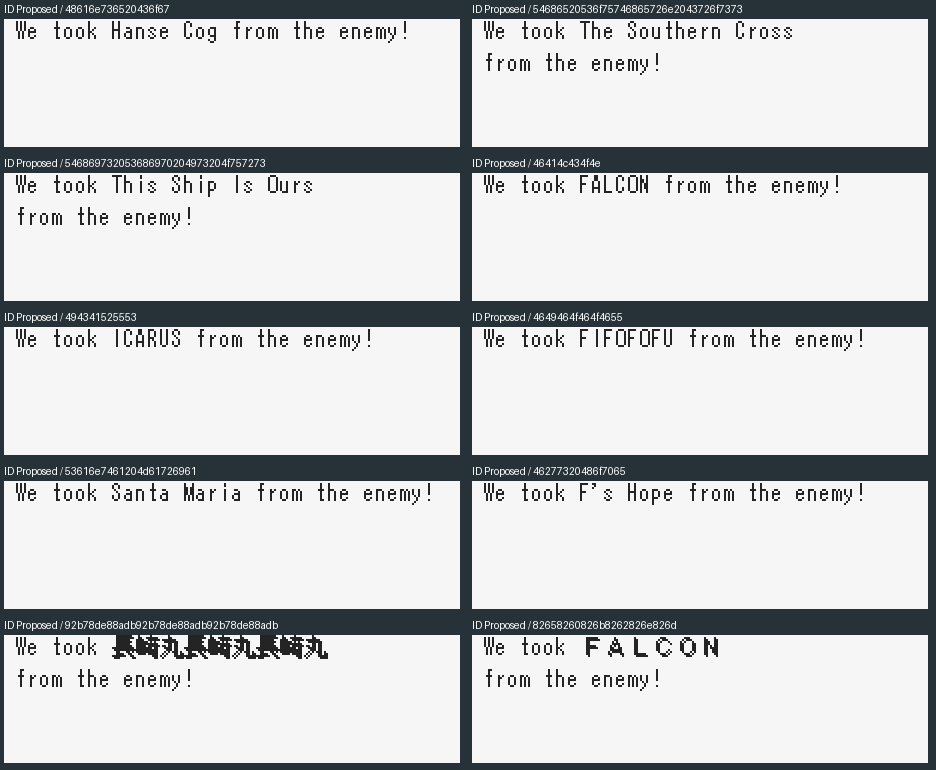 ID Proposed / 48616e736520436f67
We took Hanse Cog from the enemy!
ID Proposed / 54686520536f75746865726e2043726f7373
We took The Southern Cross
from the enemy!
ID Proposed / 546869732053686970204973204f757273
We took This Ship Is Ours
from the enemy!
ID Proposed / 46414c434f4e
We took FALCON from the enemy!
ID Proposed / 494341525553
We took ICARUS from the enemy!
ID Proposed / 4649464f464f4655
We took FIFOFOFU from the enemy!
ID Proposed / 53616e7461204d61726961
We took Santa Maria from the enemy!
ID Proposed / 46277320486f7065
We took F's Hope from the enemy!
ID Proposed / 92b78de88adb92b78de88adb92b78de88adb
We took 長崎丸長崎丸長崎丸
from the enemy!
ID Proposed / 82658260826b8262826e826d
We took ＦＡＬＣＯＮ
from the enemy!